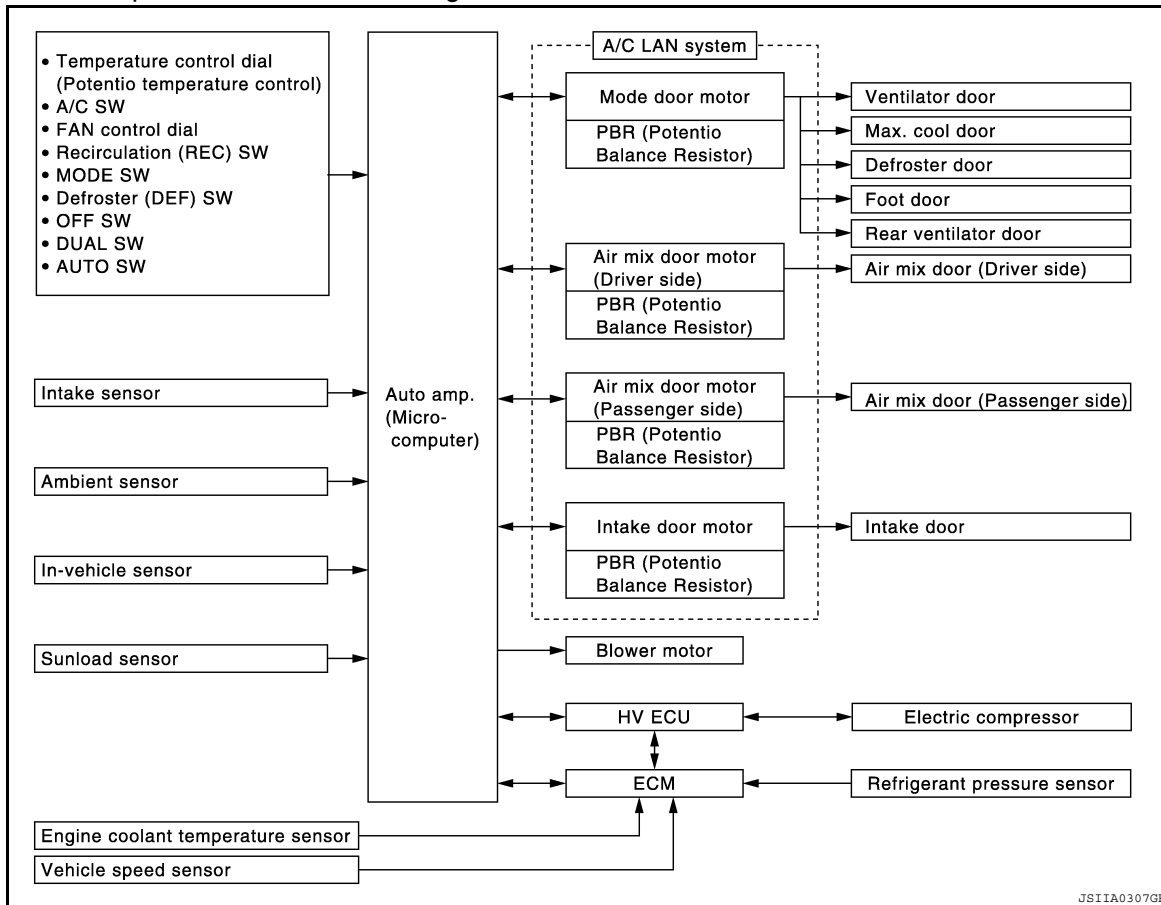 • Temperature control dial
(Potentio temperature control)
• A/C SW
• FAN control dial
• Recirculation (REC) SW
• MODE SW
• Defroster (DEF) SW
• OFF SW
• DUAL SW
• AUTO SW
Intake sensor
Ambient sensor
In-vehicle sensor
Sunload sensor
Engine coolant temperature sensor
Vehicle speed sensor
Auto amp.
(Micro-
computer)
A/C LAN system
Mode door motor
PBR (Potentio
Balance Resistor)
Air mix door motor
(Driver side)
PBR (Potentio
Balance Resistor)
Air mix door motor
(Passenger side)
PBR (Potentio
Balance Resistor)
Intake door motor
PBR (Potentio
Balance Resistor)
Blower motor
HV ECU
ECM
Ventilator door
Max. cool door
Defroster door
Foot door
Rear ventilator door
Air mix door (Driver side)
Air mix door (Passenger side)
Intake door
Electric compressor
Refrigerant pressure sensor